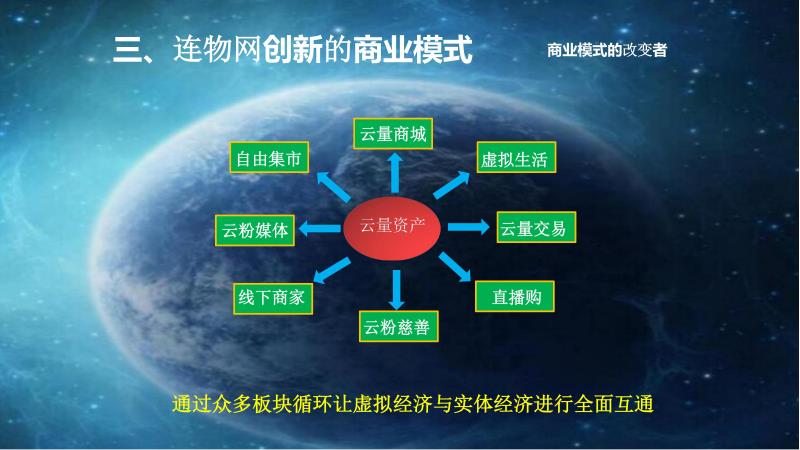 三、连物网创新的商业模式
商业模式的改变者
云量商城
自由集市
虚拟生活
云量资产
云粉媒体
云量交易
线下商家
直播购
云粉慈善
通过众多板块循环让虚拟经济与实体经济进行全面互通